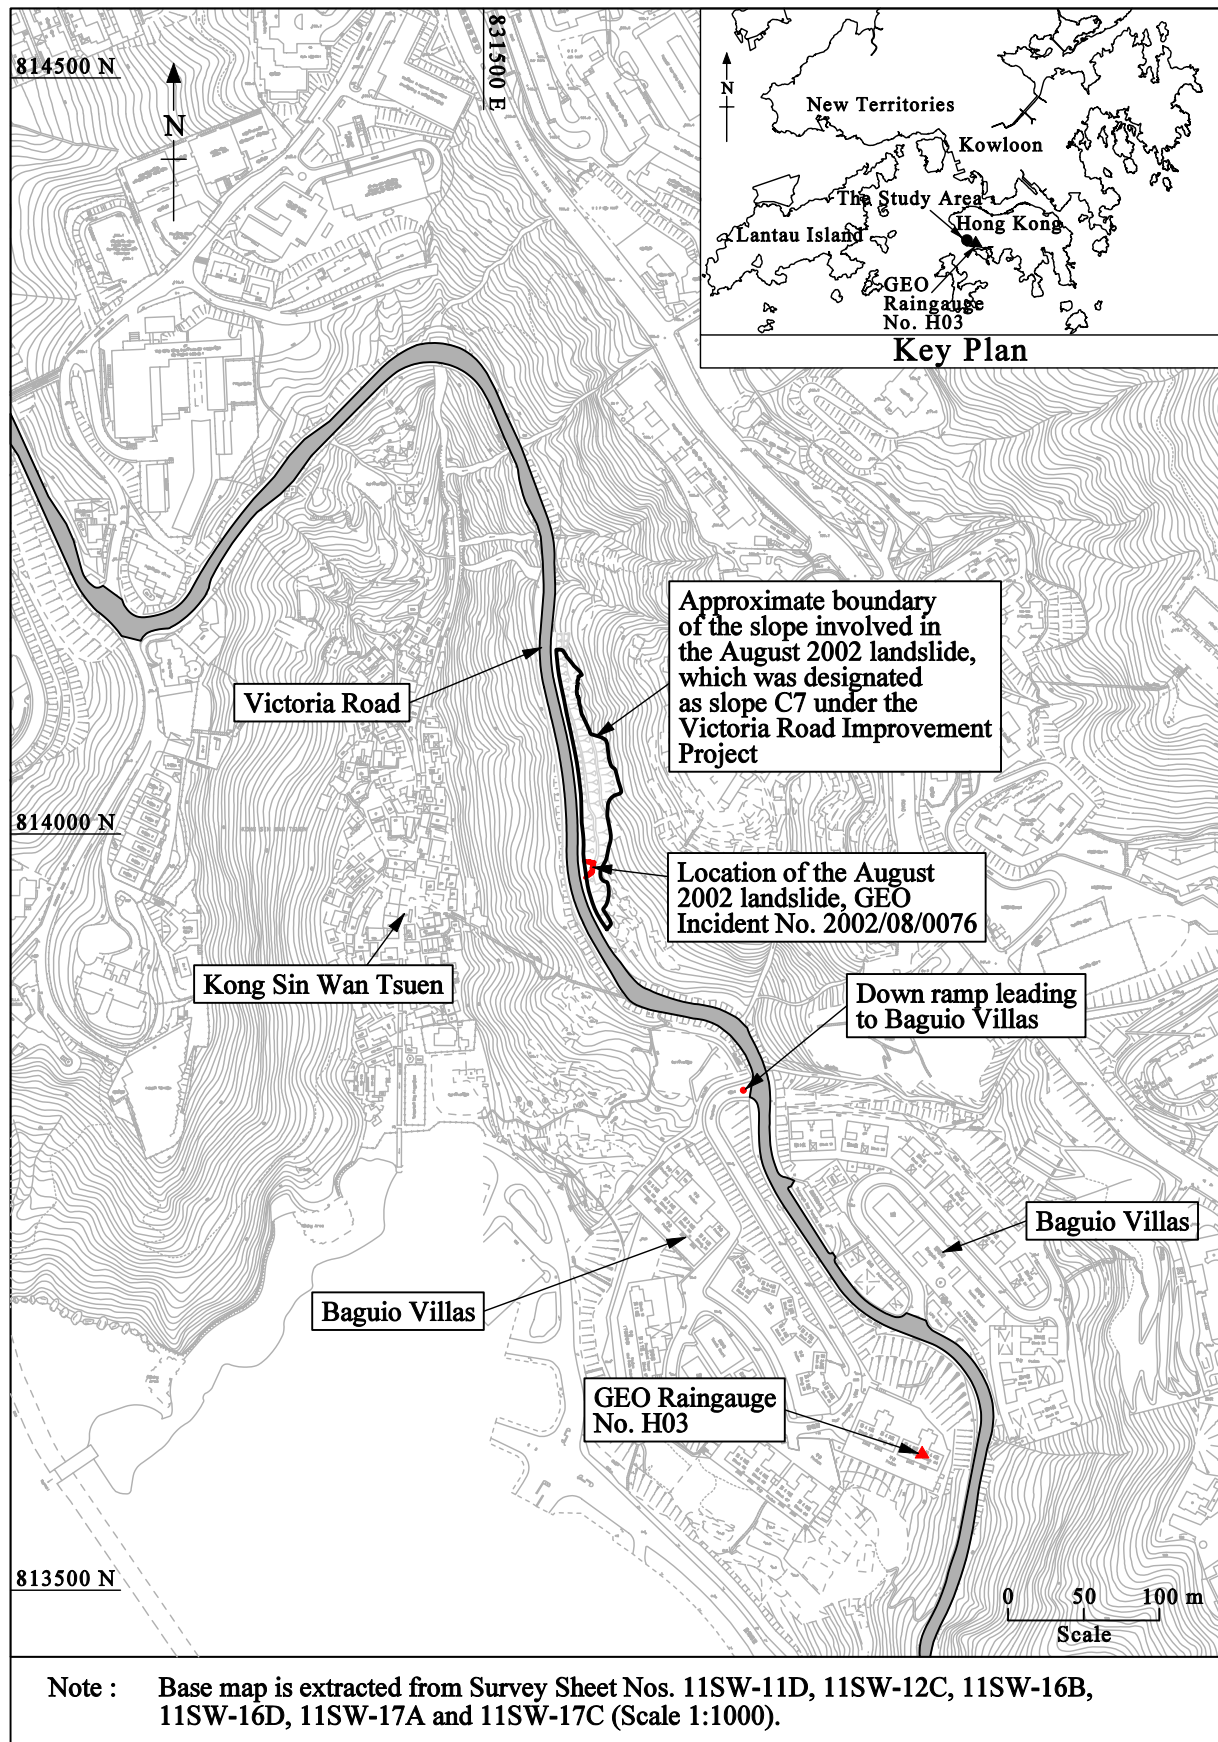 814500 N
N
831500 E
N
New Territories
Kowloon
The Study Area
Hong Kong
Lantau Island
GEO
Raingauge
No. H03
Key Plan
Approximate boundary
of the slope involved in
the August 2002 landslide,
which was designated
as slope C7 under the
Victoria Road Improvement
Project
Victoria Road
814000 N
Location of the August
2002 landslide, GEO
Incident No. 2002/08/0076
Kong Sin Wan Tsuen
Down ramp leading
to Baguio Villas
Baguio Villas
Baguio Villas
GEO Raingauge
No. H03
813500 N
0 50 100 m
Scale
Note : Base map is extracted from Survey Sheet Nos. 11SW-11D, 11SW-12C, 11SW-16B,
11SW-16D, 11SW-17A and 11SW-17C (Scale 1:1000).